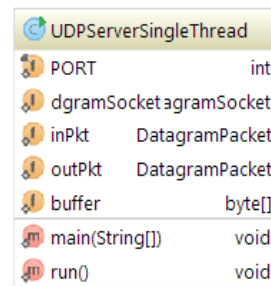 UDPServerSingleThread
PORT int
dgramSocket agramSocket
inPkt DatagramPacket
outPkt DatagramPacket
buffer byte[]
main(String[]) void
run() void